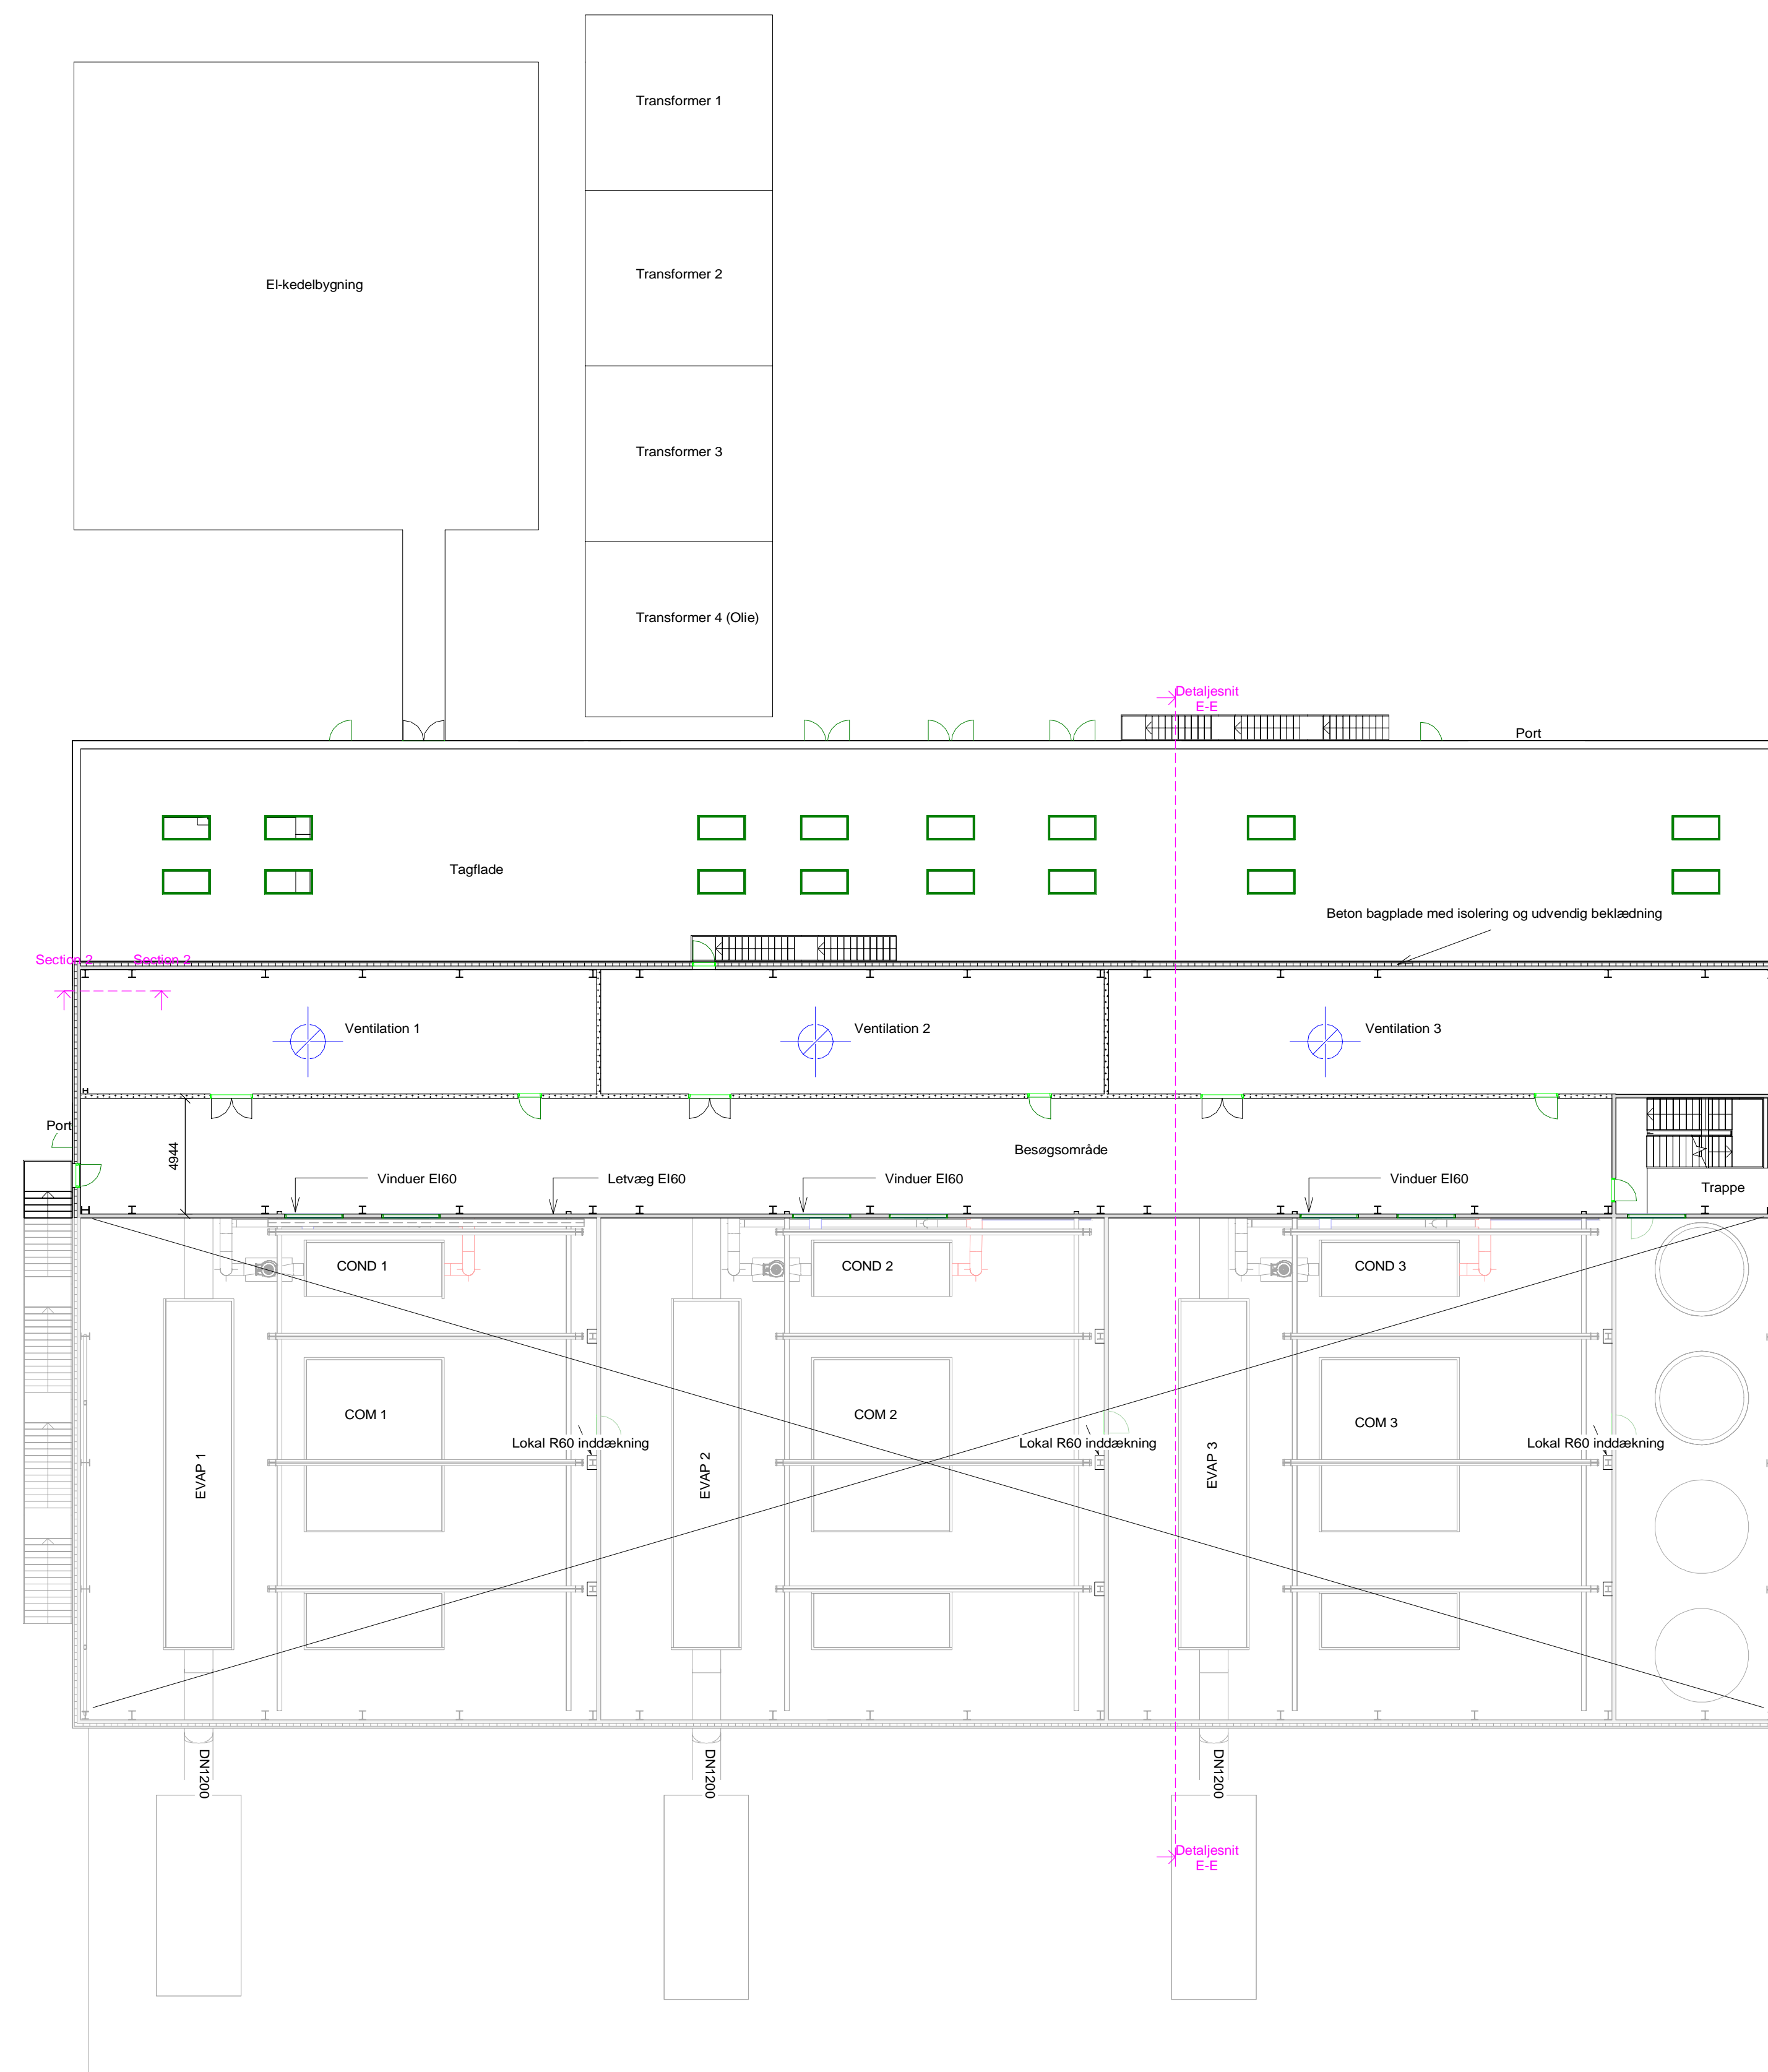 Transformer 1
Transformer 2
El-kedelbygning
Transformer 3
Transformer 4 (Olie)
Detaljesnit
E-E
Port
Tagflade
Beton bagplade med isolering og udvendig beklædning
Section 2
Section 2
Ventilation 1
Ventilation 2
Ventilation 3
Port
4944
Besøgsområde
Vinduer EI60
Letvæg EI60
Vinduer EI60
Vinduer EI60
Trappe
COND 1
COND 2
COND 3
COM 1
COM 2
COM 3
Lokal R60 inddækning
Lokal R60 inddækning
Lokal R60 inddækning
EVAP 1
EVAP 2
EVAP 3
DN1200
DN1200
DN1200
Detaljesnit
E-E